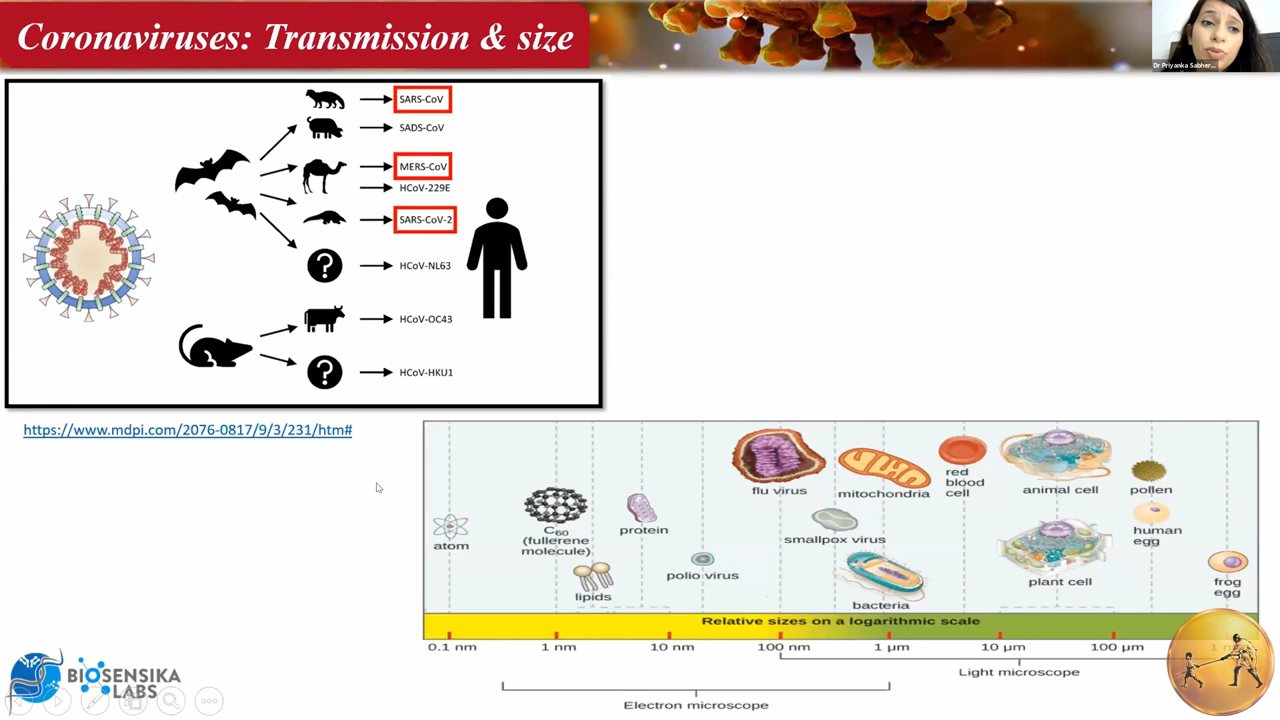 Coronaviruses: Transmission & size
Dr Priyanka Sabher...
SARS-CoV
SADS-CoV
MERS-CoV
HCoV-229E
SARS-CoV-2
?
HCoV-NL63
HCoV-OC43
?
HCoV-HKU1
https://www.mdpi.com/2076-0817/9/3/231/htm#
atom
C60
(fullerene
molecule)
lipids
protein
polio virus
flu virus
mitochondria
smallpox virus
bacteria
red
blood
cell
animal cell
plant cell
pollen
human
egg
frog
egg
Relative sizes on a logarithmic scale
0.1 nm
1 nm
10 nm
100 nm
1 μm
10 μm
100 μm
Light microscope
Electron microscope
BIOSENSIKA
LABS